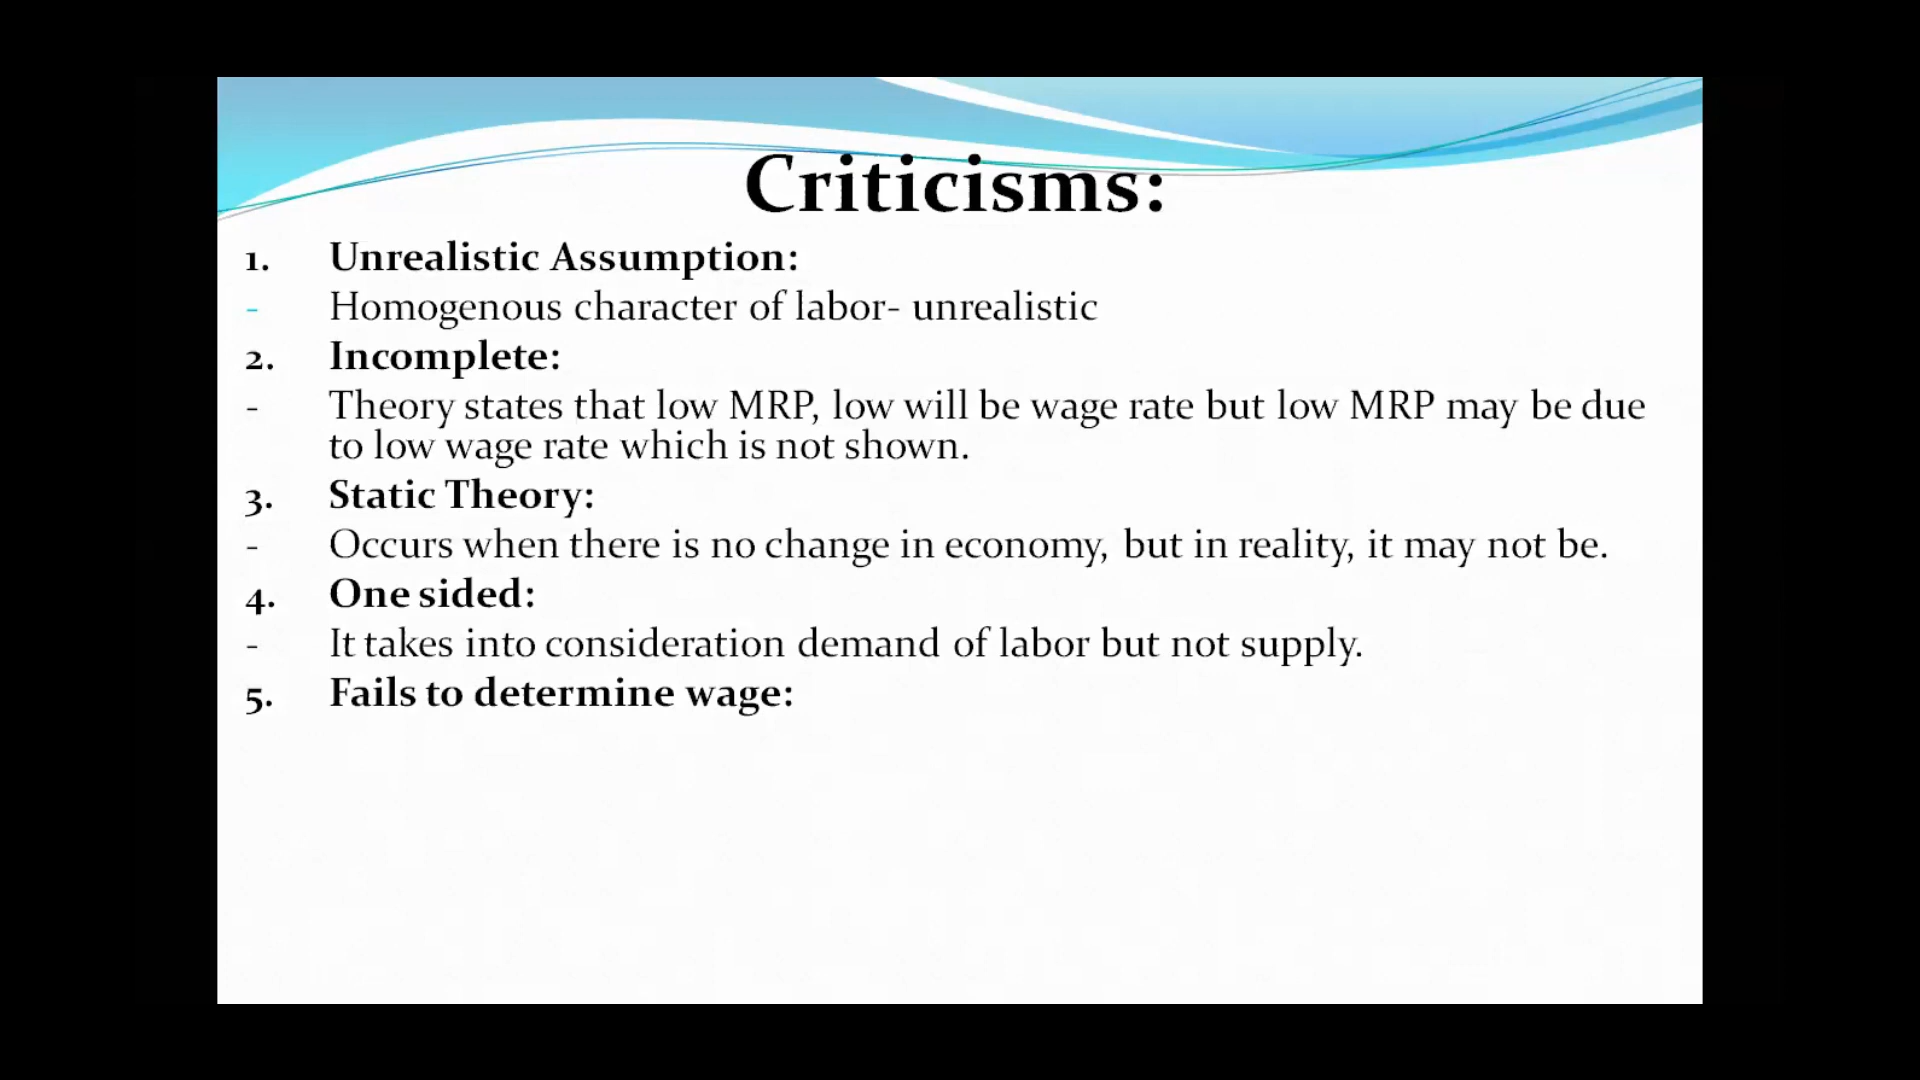 Criticisms:
1. Unrealistic Assumption:
- Homogenous character of labor- unrealistic
2. Incomplete:
- Theory states that low MRP, low will be wage rate but low MRP may be due
to low wage rate which is not shown.
3. Static Theory:
- Occurs when there is no change in economy, but in reality, it may not be.
4. One sided:
- It takes into consideration demand of labor but not supply.
5. Fails to determine wage: